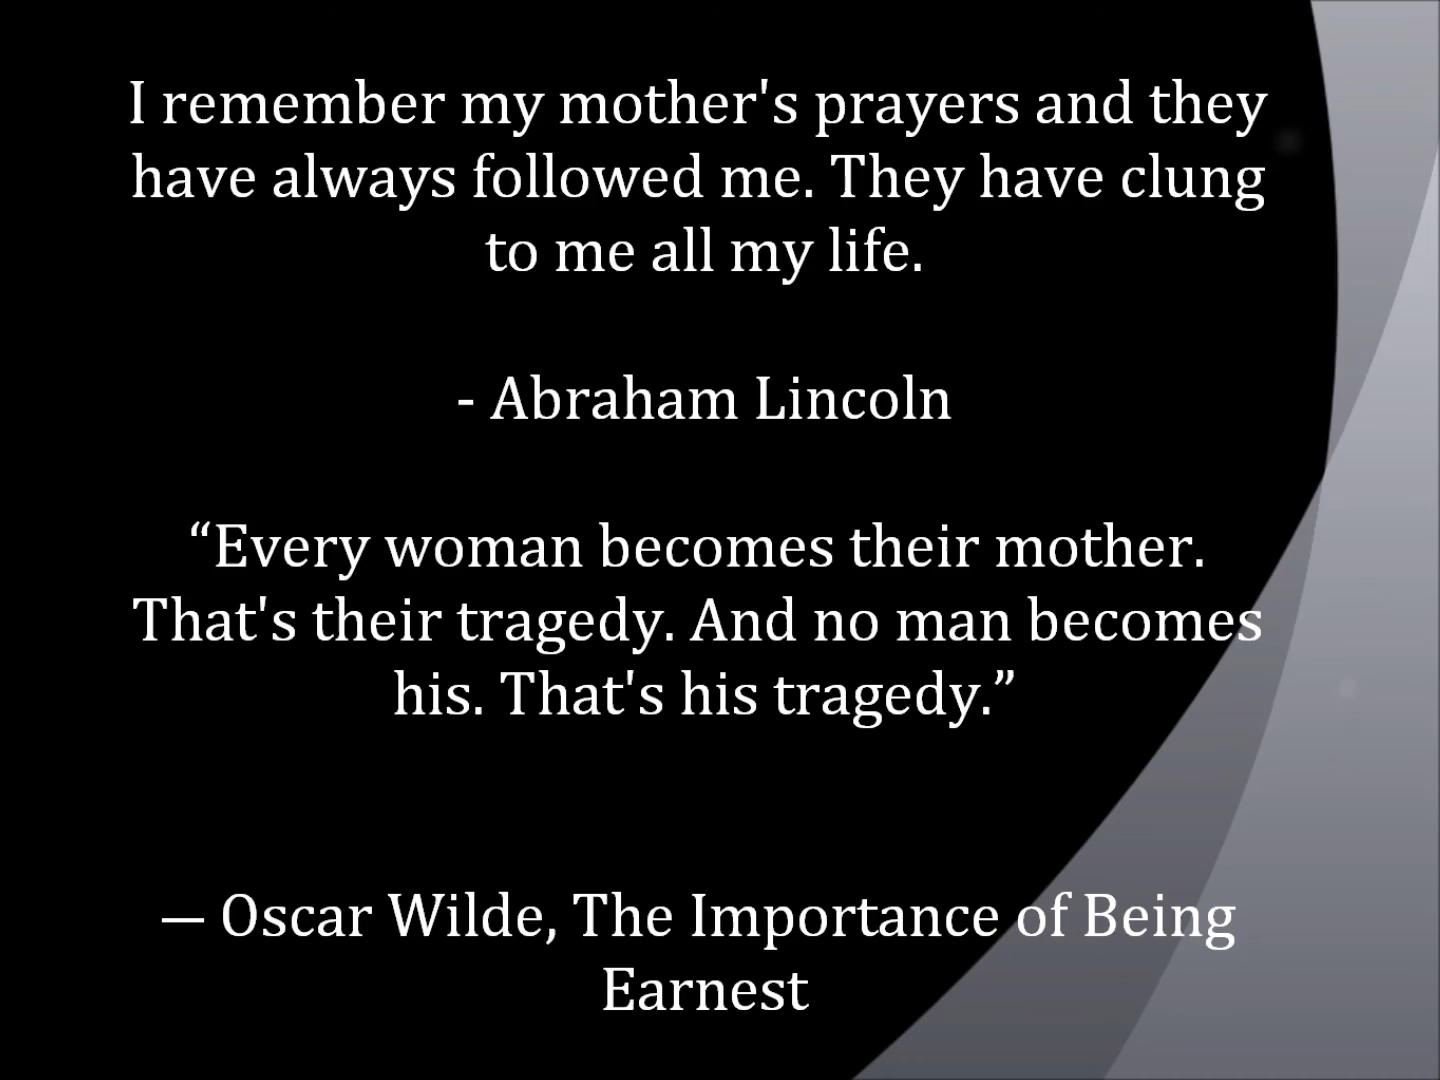 I remember my mother's prayers and they
have always followed me. They have clung
to me all my life.
- Abraham Lincoln
“Every woman becomes their mother.
That's their tragedy. And no man becomes
his. That's his tragedy.”
— Oscar Wilde, The Importance of Being
Earnest